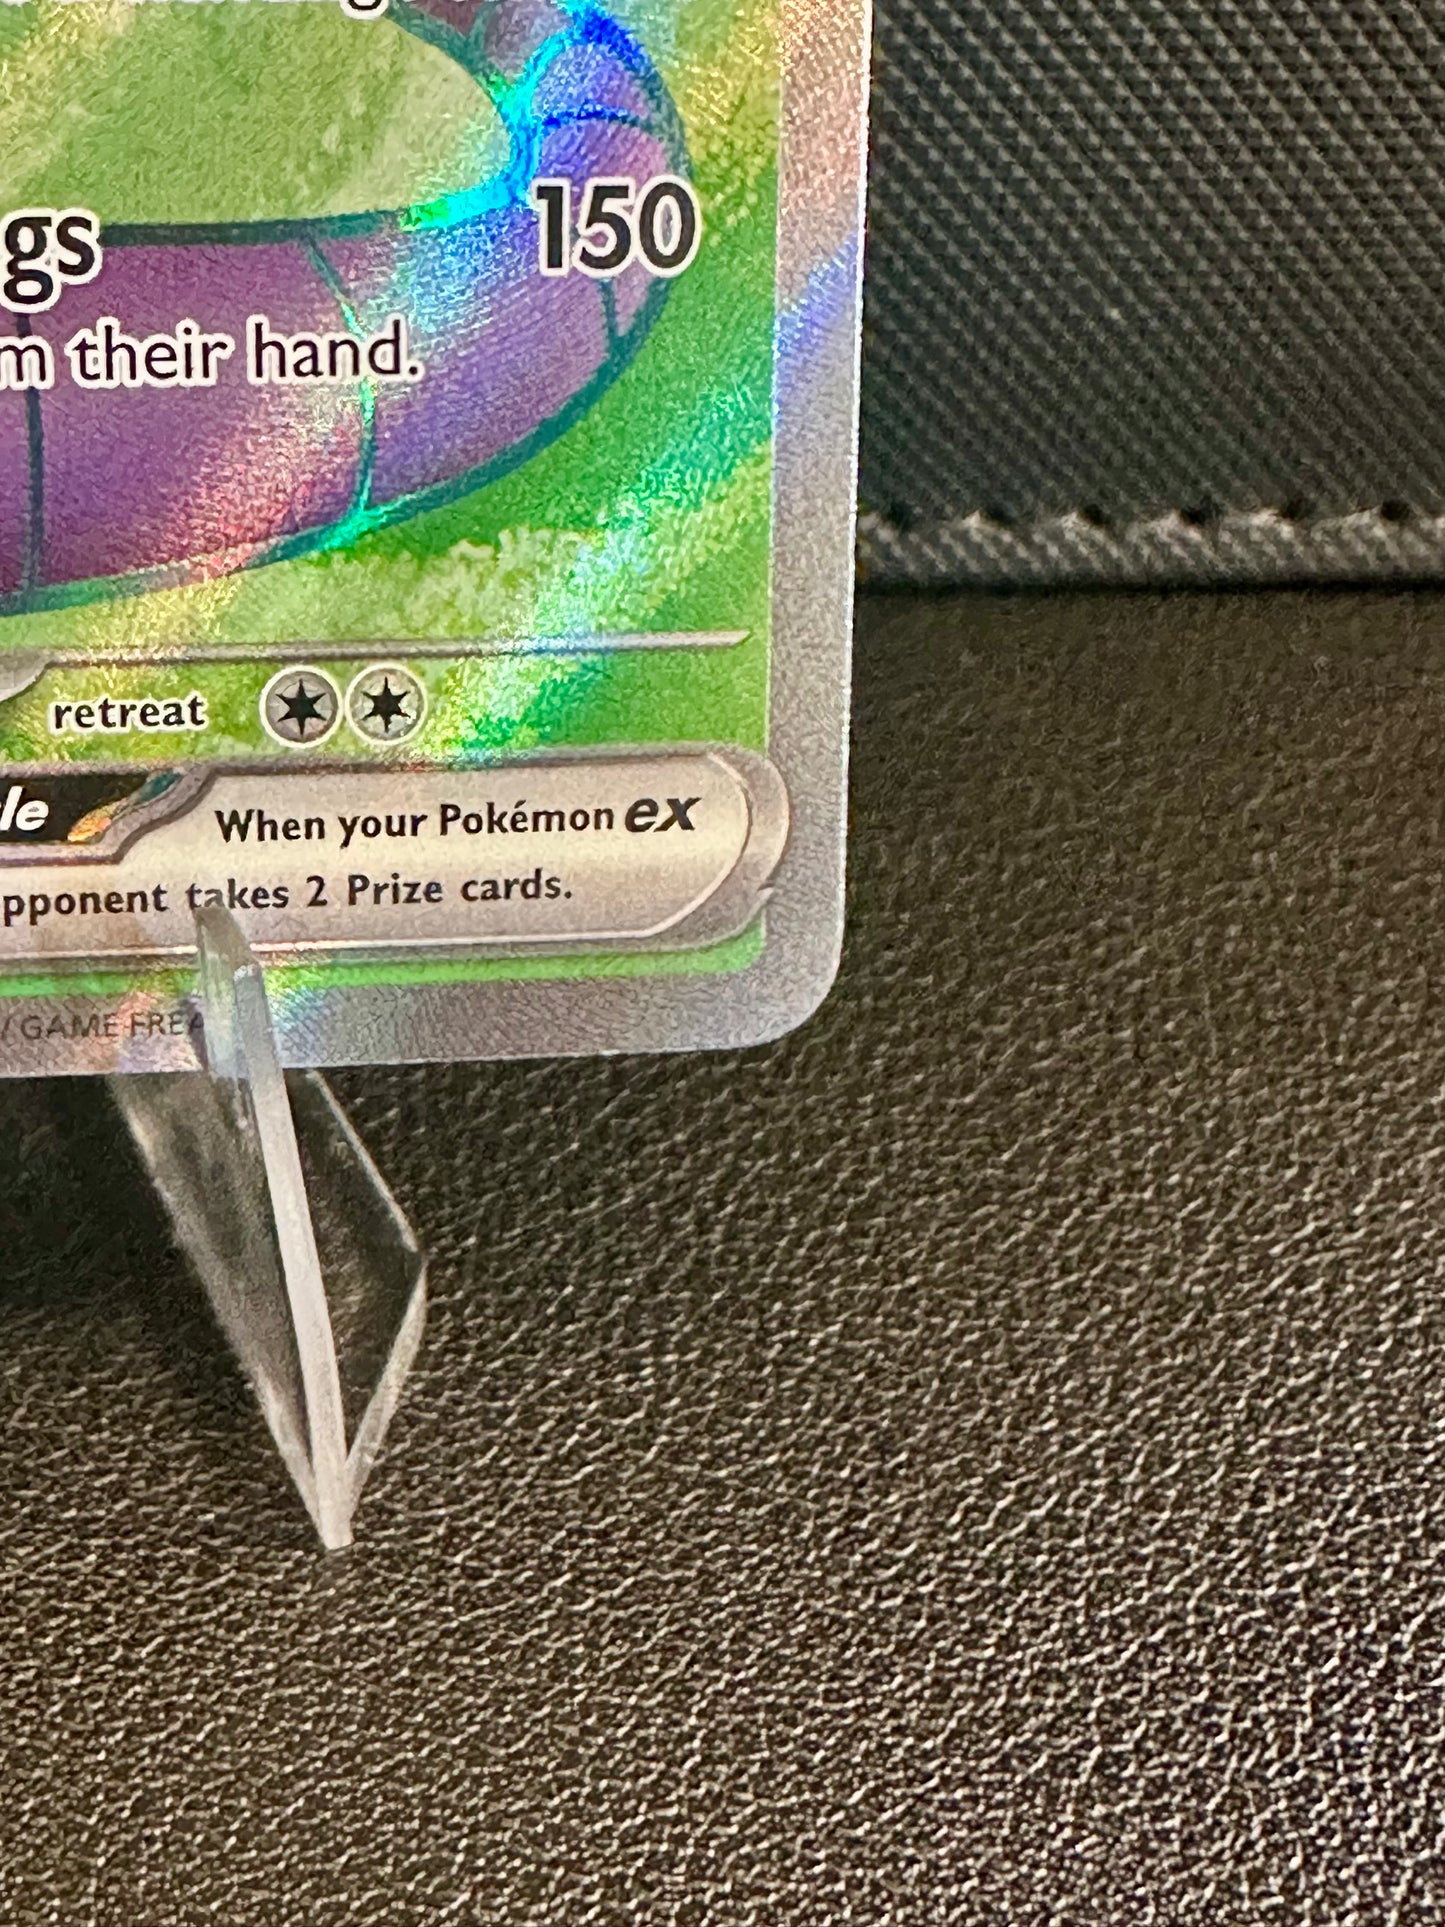 gs 150
m their hand.
retreat
le When your Pokémon ex
pponent takes 2 Prize cards.
/GAME FREA